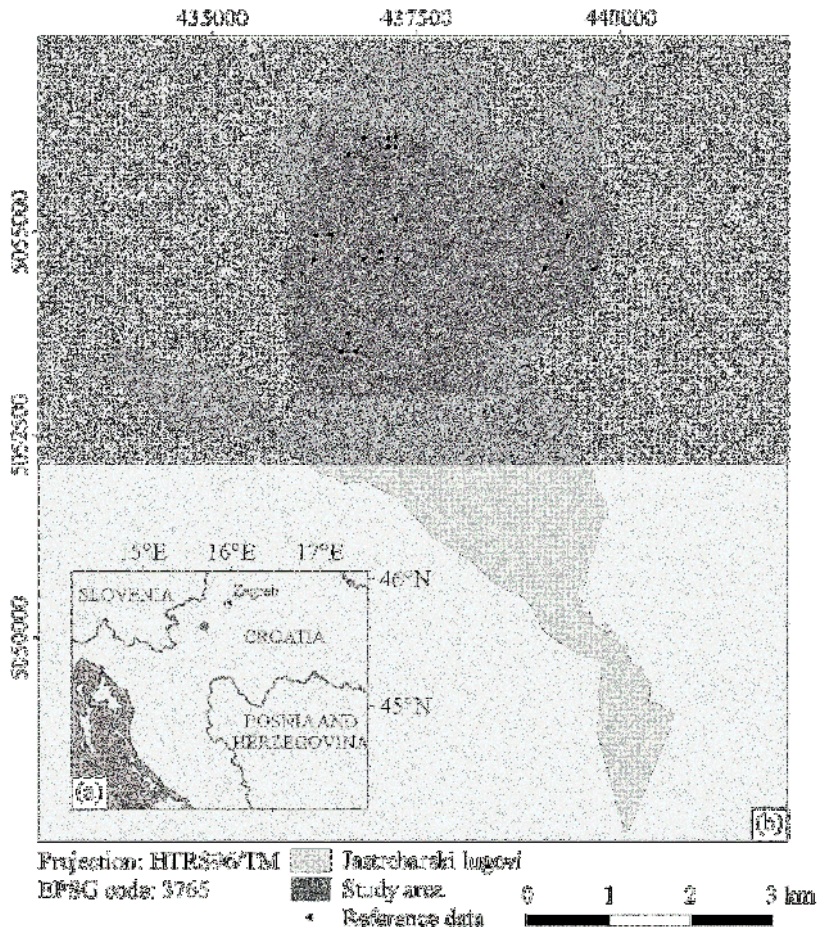 435000 437500 440000
5055000
5052500
5050000
15°E 16°E 17°E
46°N
45°N
SLOVENIA
Zagreb
CROATIA
BOSNIA AND
HERZEGOVINA
(a)
(b)
Projection: HTRS96/TM
EPSG code: 3765
Jastrebarski lugovi
Study area
Reference data
0 1 2 3 km